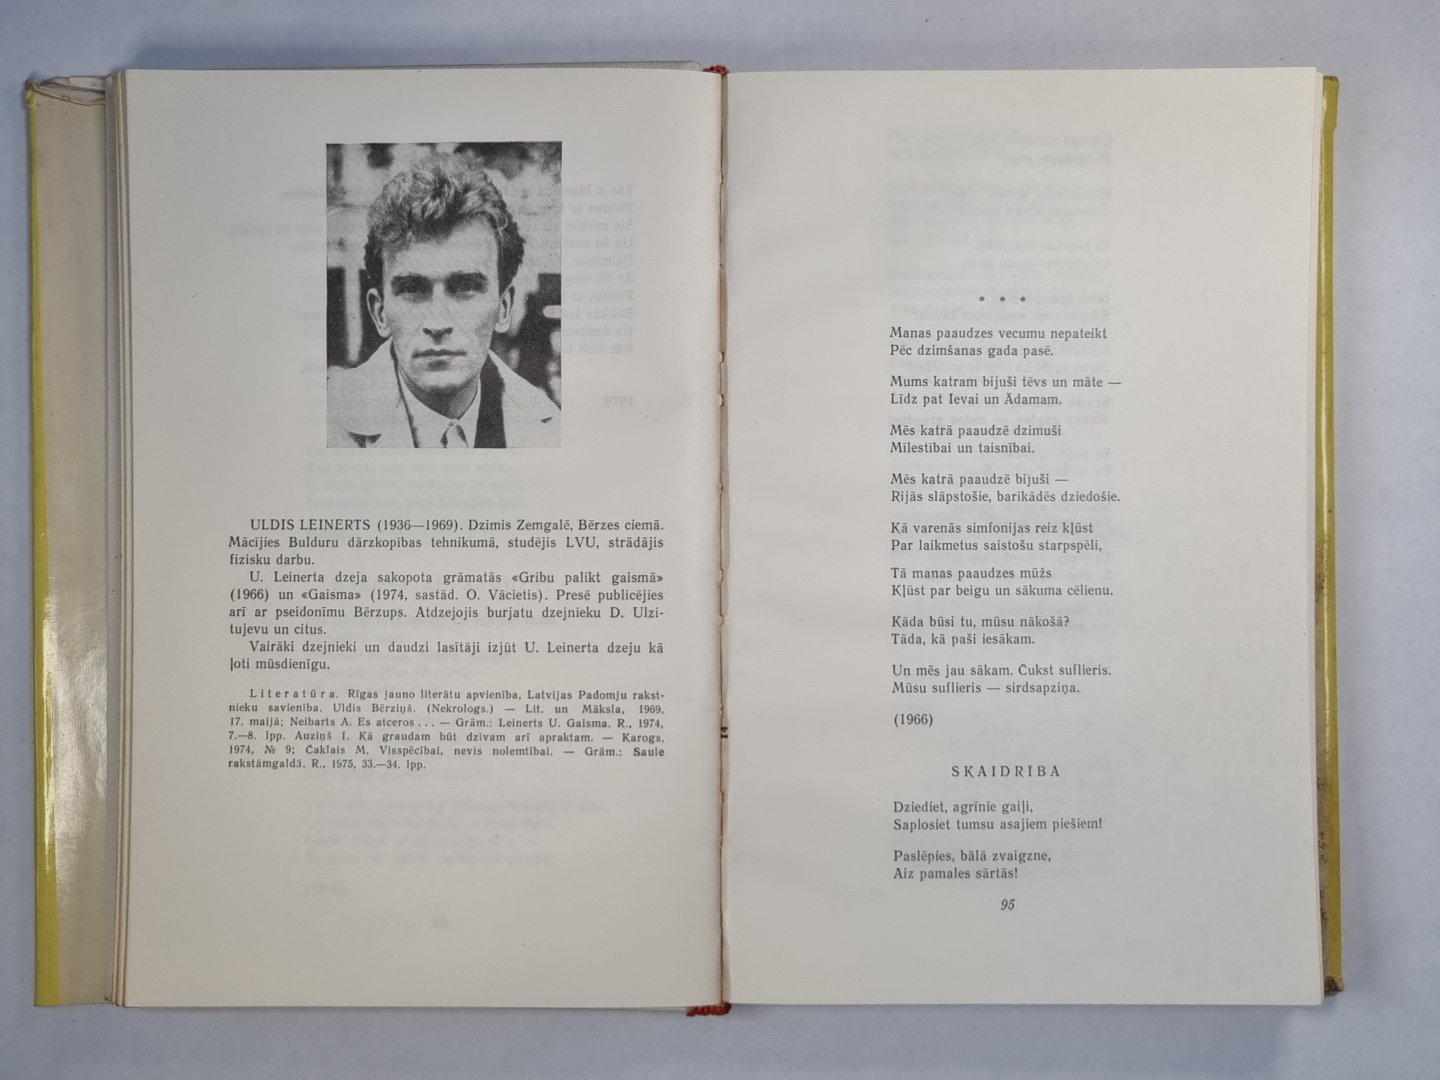 ULDIS LEINERTS (1936—1969). Dzimis Zemgalē, Bērzes ciemā.
Mācījies Bulduru dārzkopības tehnikumā, studējis LVU, strādājis
fizisku darbu.
U. Leinerta dzeja sakopota grāmatās «Gribu palikt gaismā»
(1966) un «Gaisma» (1974, sastād. O. Vācietis). Presē publicējies
arī ar pseidonīmu Bērzups. Atdzejojis burjatu dzejnieku D. Ulzi-
tujevu un citus.
Vairāki dzejnieki un daudzi lasītāji izjūt U. Leinerta dzeju kā
ļoti mūsdienīgu.
Literatūra. Rīgas jauno literātu apvienība, Latvijas Padomju rakst-
nieku savienība. Uldis Bērziņš. (Nekrologs.) — Lit. un Māksla, 1969,
17. maijā; Neibarts A. Es atceros . . . — Grām.: Leinerts U. Gaisma. R., 1974,
7.—8. lpp. Auziņš I. Kā graudam būt dzīvam arī apraktam. — Karogs,
1974, № 9; Čaklais M. Visspēcībai, nevis nolemtībai. — Grām.: Saule
rakstāmgaldā. R., 1975, 33.—34. lpp.
14
* * *
Manas paaudzes vecumu nepateikt
Pēc dzimšanas gada pasē.
Mums katram bijuši tēvs un māte —
Līdz pat Ievai un Ādamam.
Mēs katrā paaudzē dzimuši
Mīlestībai un taisnībai.
Mēs katrā paaudzē bijuši —
Rijās slāpstošie, barikādēs dziedošie.
Kā varenās simfonijas reiz kļūst
Par laikmetus saistošu starpspēli,
Tā manas paaudzes mūžs
Kļūst par beigu un sākuma cēlienu.
Kāda būsi tu, mūsu nākošā?
Tāda, kā paši iesākam.
Un mēs jau sākam. Čukst suflieris.
Mūsu suflieris — sirdsapziņa.
(1966)
SKAIDRĪBA
Dziediet, agrīnie gaiļi,
Saplosiet tumsu asajiem piešiem!
Paslēpies, bālā zvaigzne,
Aiz pamales sārtās!
95